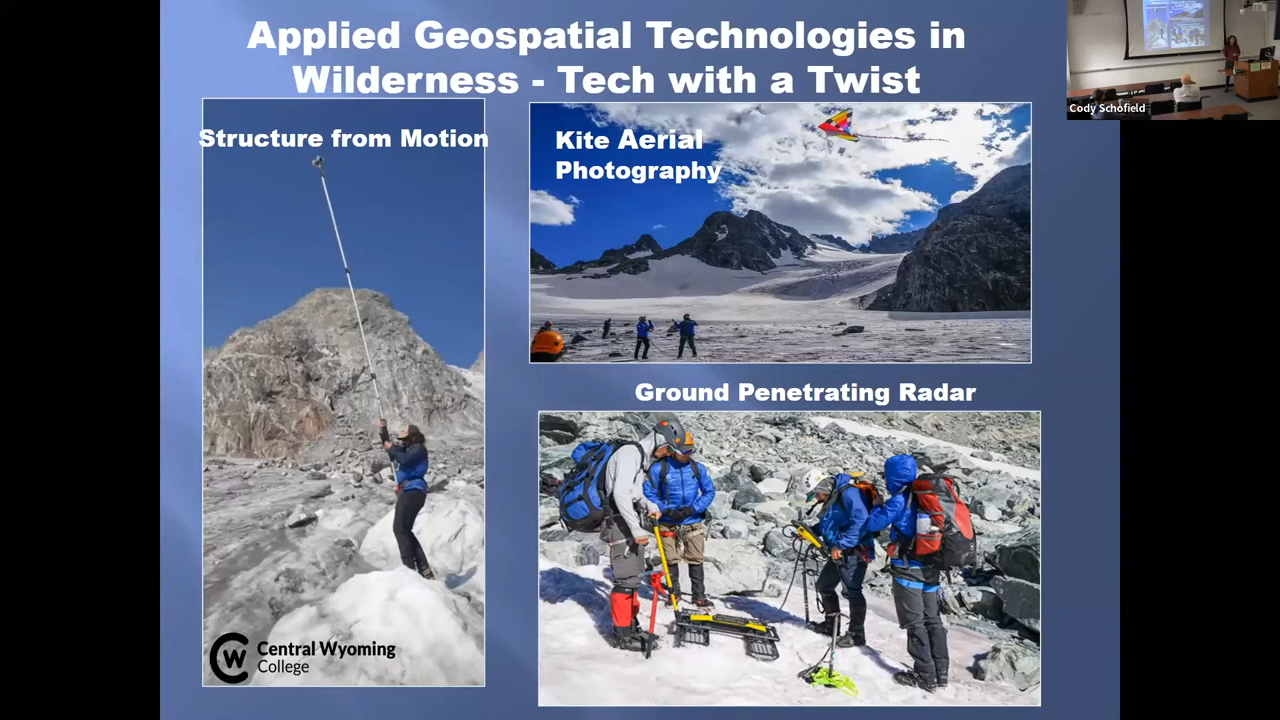 Applied Geospatial Technologies in
Wilderness - Tech with a Twist
Structure from Motion
Kite Aerial
Photography
Ground Penetrating Radar
CW
Central Wyoming
College
Cody Schofield